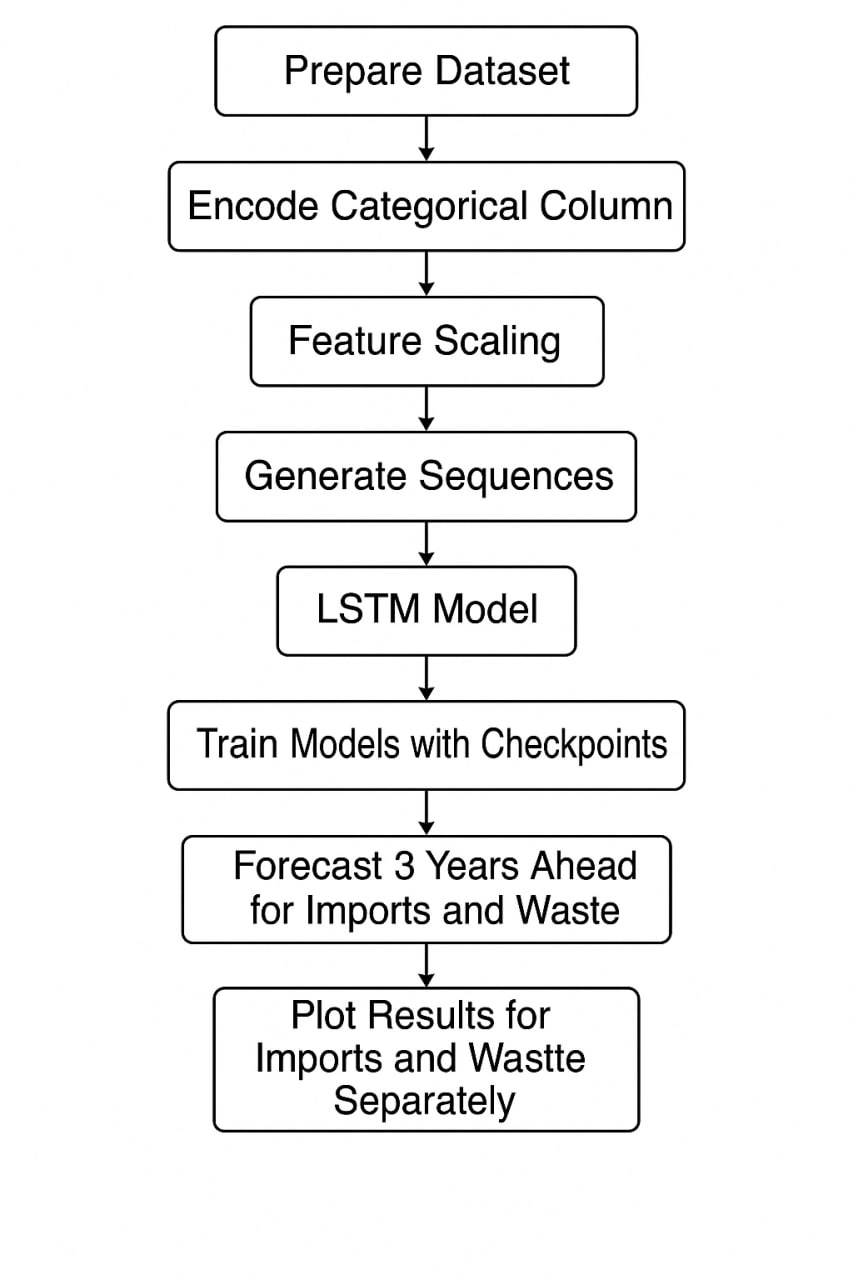 Prepare Dataset
Encode Categorical Column
Feature Scaling
Generate Sequences
LSTM Model
Train Models with Checkpoints
Forecast 3 Years Ahead
for Imports and Waste
Plot Results for
Imports and Wastte
Separately